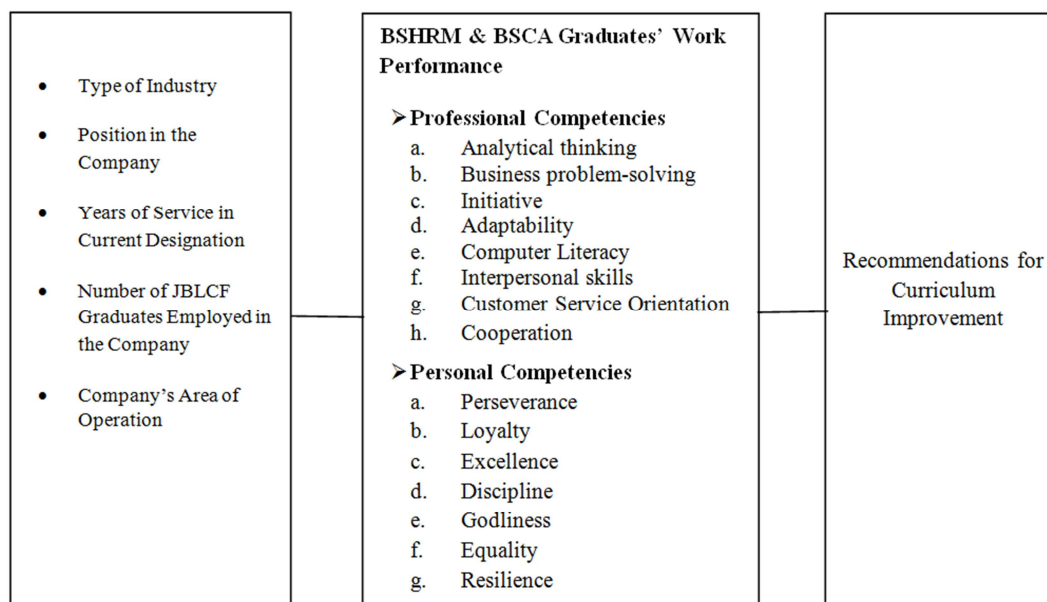 • Type of Industry
• Position in the
Company
• Years of Service in
Current Designation
• Number of JBLCF
Graduates Employed in
the Company
• Company's Area of
Operation
BSHRM & BSCA Graduates' Work
Performance
➢Professional Competencies
a. Analytical thinking
b. Business problem-solving
c. Initiative
d. Adaptability
e. Computer Literacy
f. Interpersonal skills
g. Customer Service Orientation
h. Cooperation
➢Personal Competencies
a. Perseverance
b. Loyalty
c. Excellence
d. Discipline
e. Godliness
f. Equality
g. Resilience
Recommendations for
Curriculum
Improvement